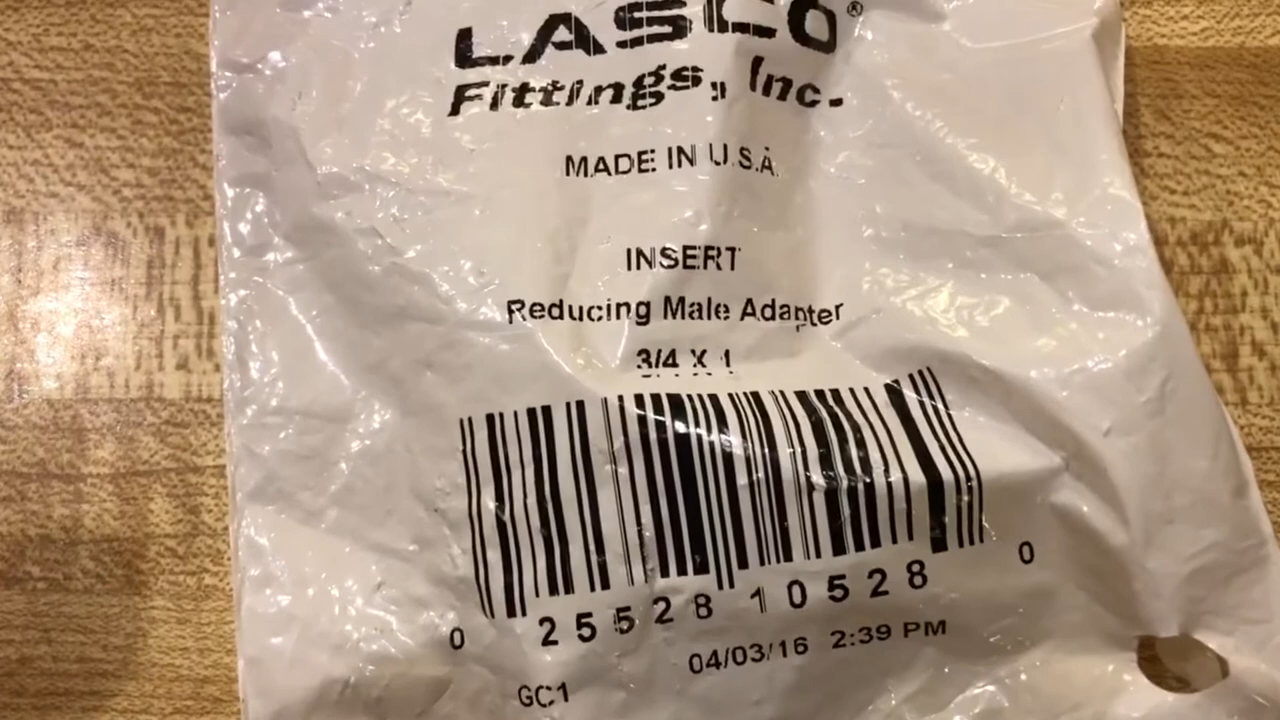 LASCO®
Fittings, Inc.
MADE IN U.S.A.
INSERT
Reducing Male Adapter
3/4 X 1
0 25528 10528 0
04/03/16 2:39 PM
GC1